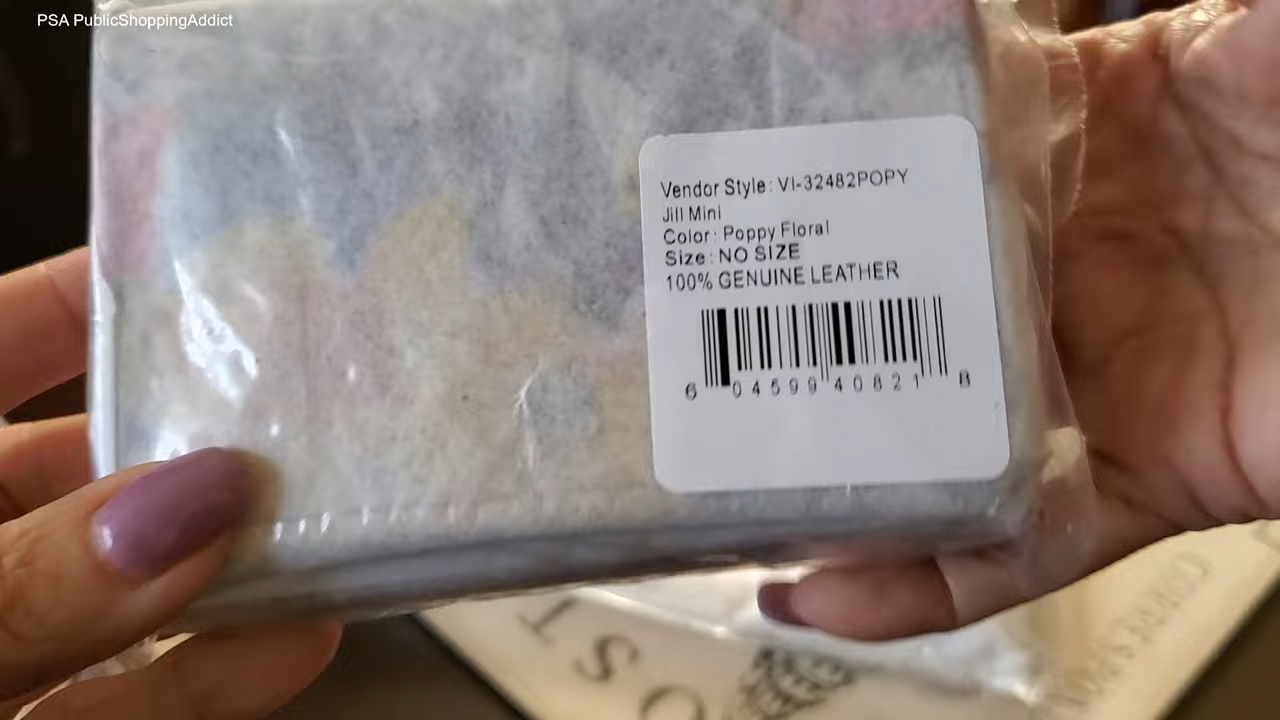 PSA PublicShoppingAddict
Vendor Style: VI-32482POPY
Jill Mini
Color: Poppy Floral
Size: NO SIZE
100% GENUINE LEATHER
6 04599 40821 8
OST